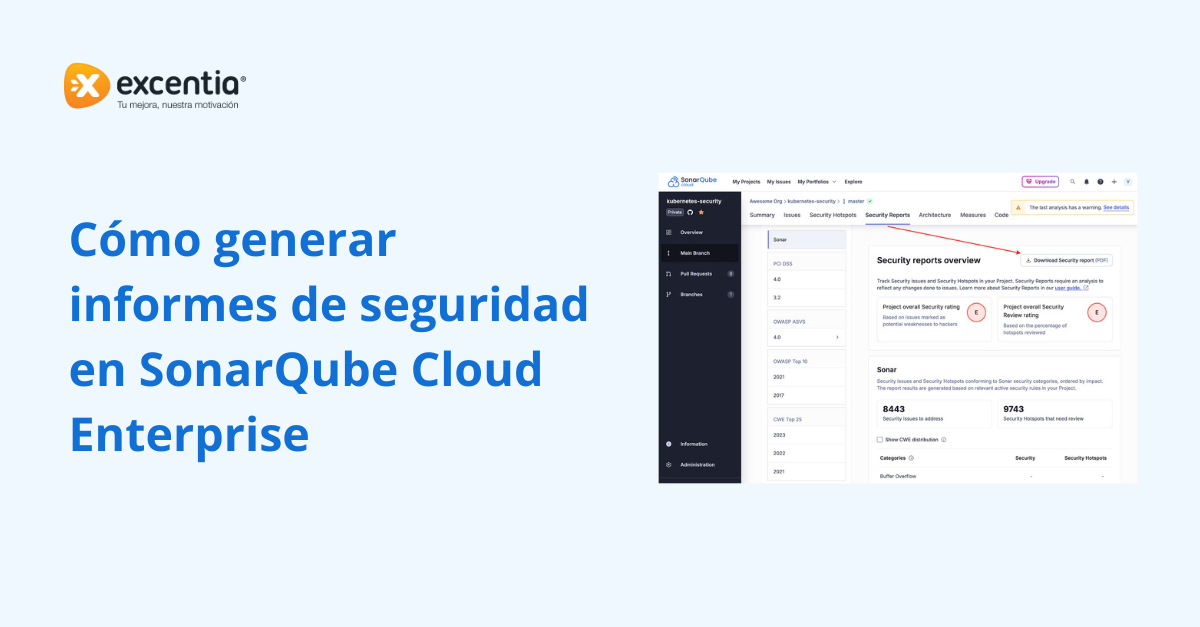 excentia®
Tu mejora, nuestra motivación
Cómo generar
informes de seguridad
en SonarQube Cloud
Enterprise
SonarQube
cloud
My Projects My Issues My Portfolios Explore
Upgrade
kubernetes-security
Private
Overview
Main Branch
Pull Requests 3
Branches 1
Information
Administration
Awesome Org > kubernetes-security > master
The last analysis has a warning. See details
Summary Issues Security Hotspots Security Reports Architecture Measures Code
Sonar
PCI DSS
4.0
3.2
OWASP ASVS
4.0
OWASP Top 10
2021
2017
CWE Top 25
2023
2022
2021
Security reports overview
Download Security report (PDF)
Track Security issues and Security Hotspots in your Project. Security Reports require an analysis to
reflect any changes done to issues. Learn more about Security Reports in our user guide.
Project overall Security rating
Based on issues marked as
potential weaknesses to hackers
E
Project overall Security
Review rating
Based on the percentage of
hotspots reviewed
E
Sonar
Security issues and Security Hotspots conforming to Sonar security categories, ordered by impact.
The report results are generated based on relevant active security rules in your Project.
8443
Security issues to address
9743
Security Hotspots that need review
Show CWE distribution
Categories Security Security Hotspots
Buffer Overflow - -